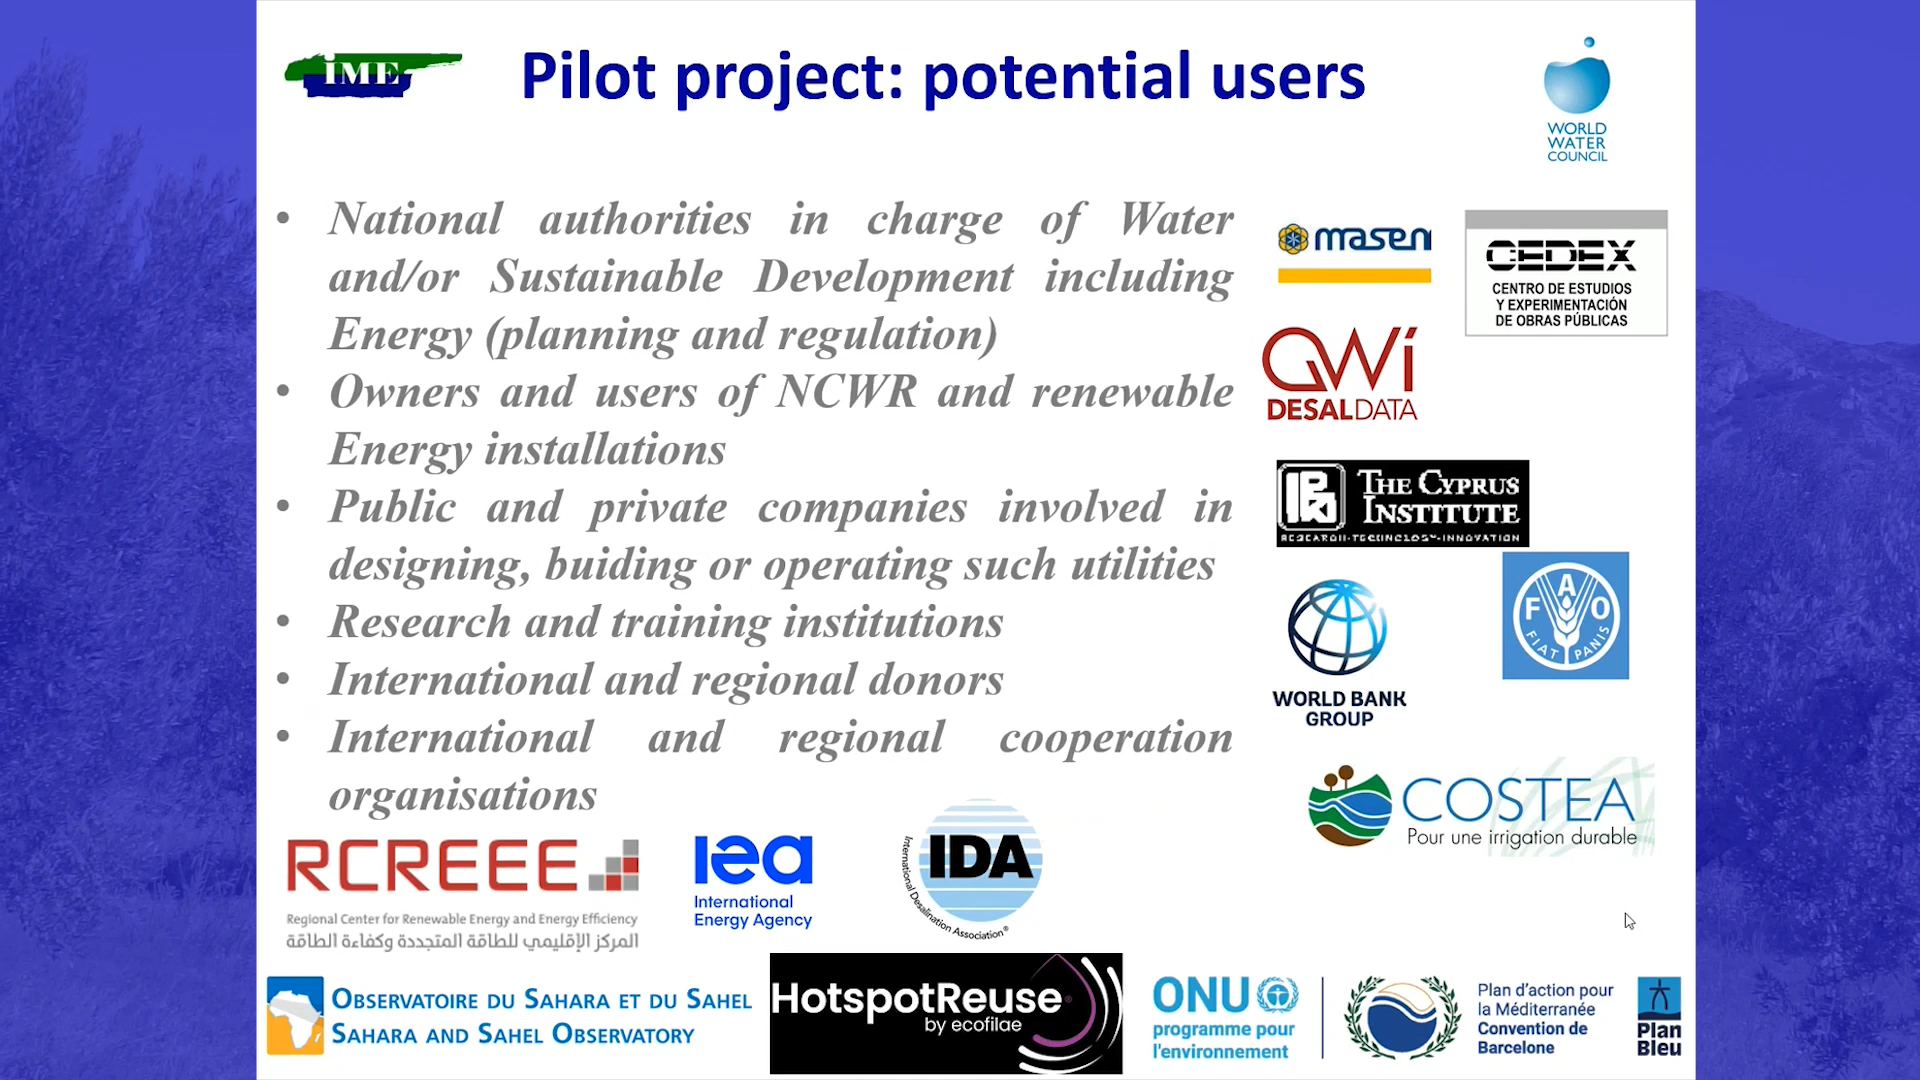 iME
Pilot project: potential users
WORLD
WATER
COUNCIL
• National authorities in charge of Water
and/or Sustainable Development including
Energy (planning and regulation)
• Owners and users of NCWR and renewable
Energy installations
• Public and private companies involved in
designing, buiding or operating such utilities
• Research and training institutions
• International and regional donors
• International and regional cooperation
organisations
masen
CEDEX
CENTRO DE ESTUDIOS
Y EXPERIMENTACIÓN
DE OBRAS PÚBLICAS
GWI
DESALDATA
THE CYPRUS
INSTITUTE
RESEARCH·TECHNOLOGY·INNOVATION
WORLD BANK
GROUP
FAO
FIAT PANIS
COSTEA
Pour une irrigation durable
RCREEE
Regional Center for Renewable Energy and Energy Efficiency
المركز الإقليمي للطاقة المتجددة وكفاءة الطاقة
iea
International
Energy Agency
IDA
International Desalination Association®
OBSERVATOIRE DU SAHARA ET DU SAHEL
SAHARA AND SAHEL OBSERVATORY
HotspotReuse®
by ecofilae
ONU
programme pour
l'environnement
Plan d'action pour
la Méditerranée
Convention de
Barcelone
Plan
Bleu